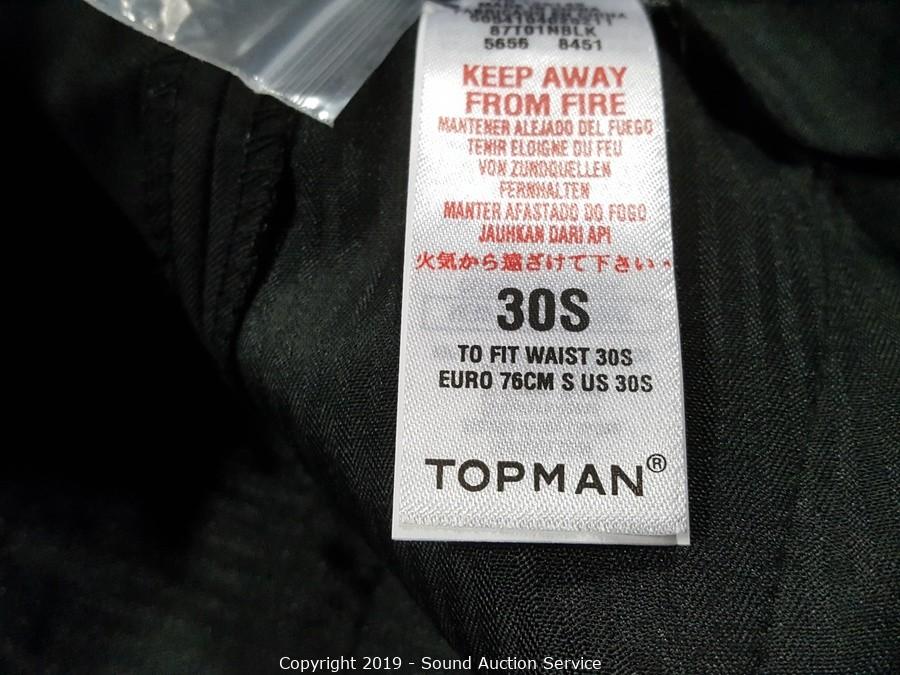 87T01NBLK
5656 8451
KEEP AWAY
FROM FIRE
MANTENER ALEJADO DEL FUEGO
TENIR ELOIGNE DU FEU
VON ZUNDQUELLEN
FERNHALTEN
MANTER AFASTADO DO FOGO
JAUHKAN DARI API
火気から遠ざけて下さい・
30S
TO FIT WAIST 30S
EURO 76CM S US 30S
TOPMAN®
Copyright 2019 - Sound Auction Service